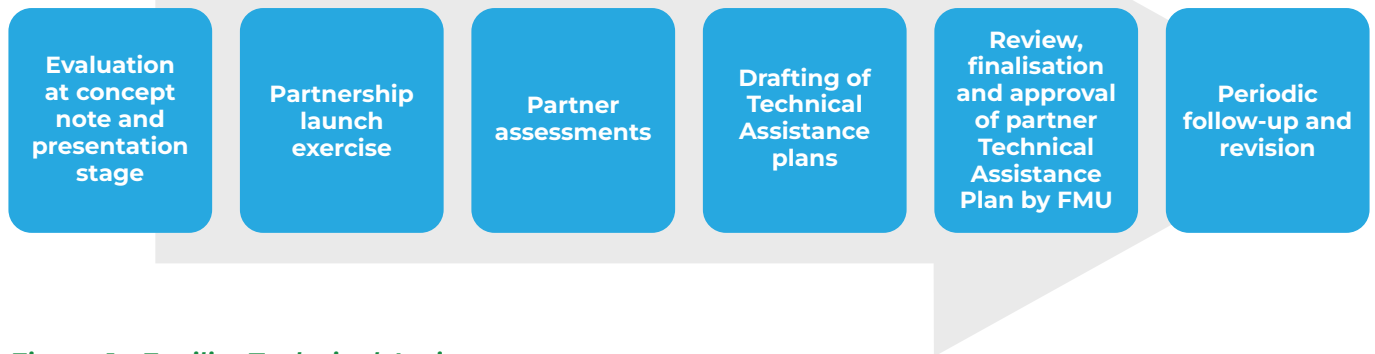 Evaluation
at concept
note and
presentation
stage
Partnership
launch
exercise
Partner
assessments
Drafting of
Technical
Assistance
plans
Review,
finalisation
and approval
of partner
Technical
Assistance
Plan by FMU
Periodic
follow-up and
revision